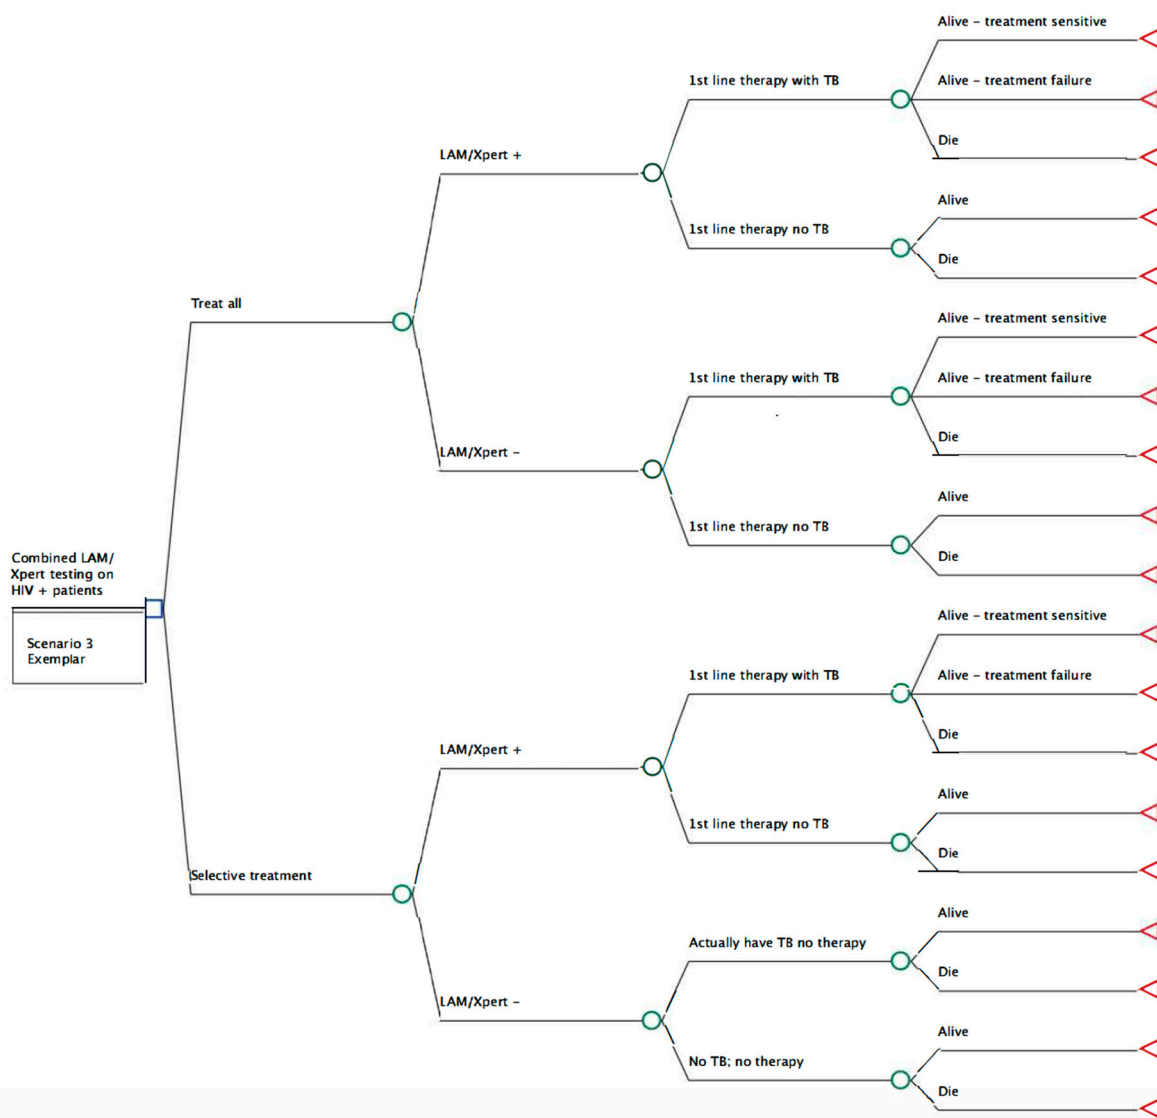 Alive – treatment sensitive
1st line therapy with TB
Alive – treatment failure
Die
LAM/Xpert +
Alive
1st line therapy no TB
Die
Treat all
Alive – treatment sensitive
1st line therapy with TB
Alive – treatment failure
Die
LAM/Xpert –
Alive
1st line therapy no TB
Die
Combined LAM/
Xpert testing on
HIV + patients
Scenario 3
Exemplar
Alive – treatment sensitive
1st line therapy with TB
Alive – treatment failure
Die
LAM/Xpert +
Alive
1st line therapy no TB
Die
Selective treatment
Alive
Actually have TB no therapy
Die
LAM/Xpert –
Alive
No TB; no therapy
Die